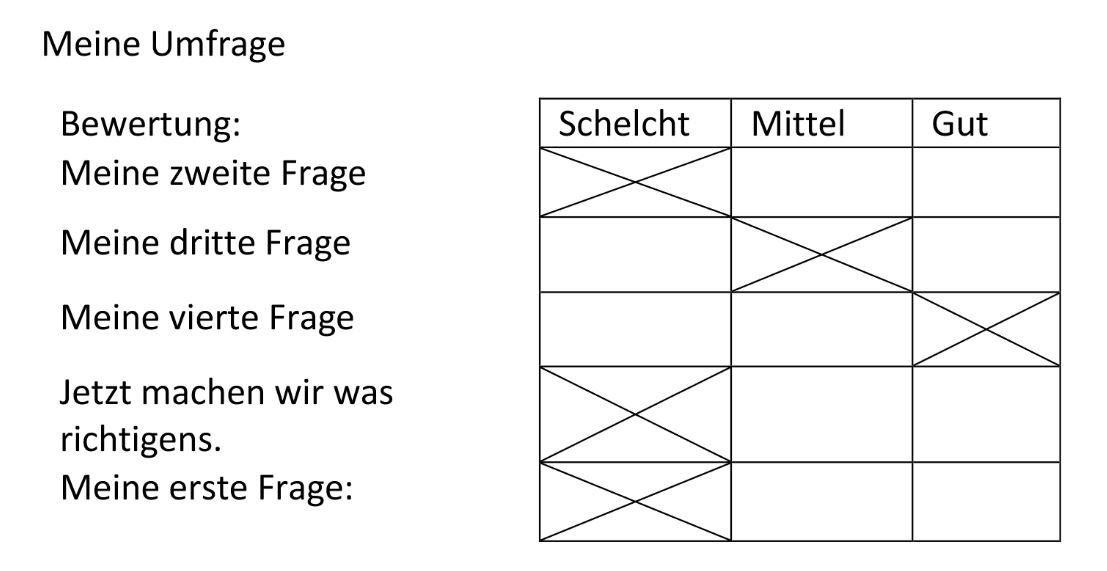 Meine Umfrage
Bewertung: Schelcht Mittel Gut
Meine zweite Frage
Meine dritte Frage
Meine vierte Frage
Jetzt machen wir was
richtigens.
Meine erste Frage: